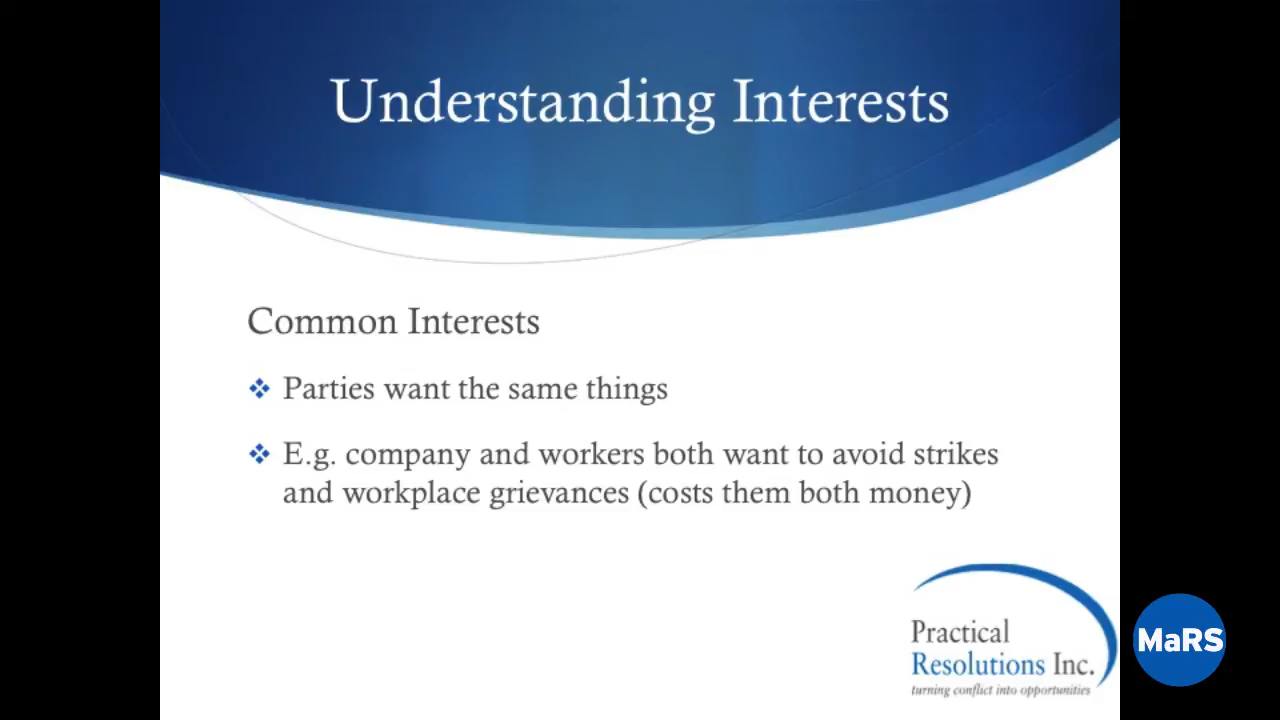 Understanding Interests
Common Interests
Parties want the same things
E.g. company and workers both want to avoid strikes
and workplace grievances (costs them both money)
Practical
Resolutions Inc.
turning conflict into opportunities
MaRS